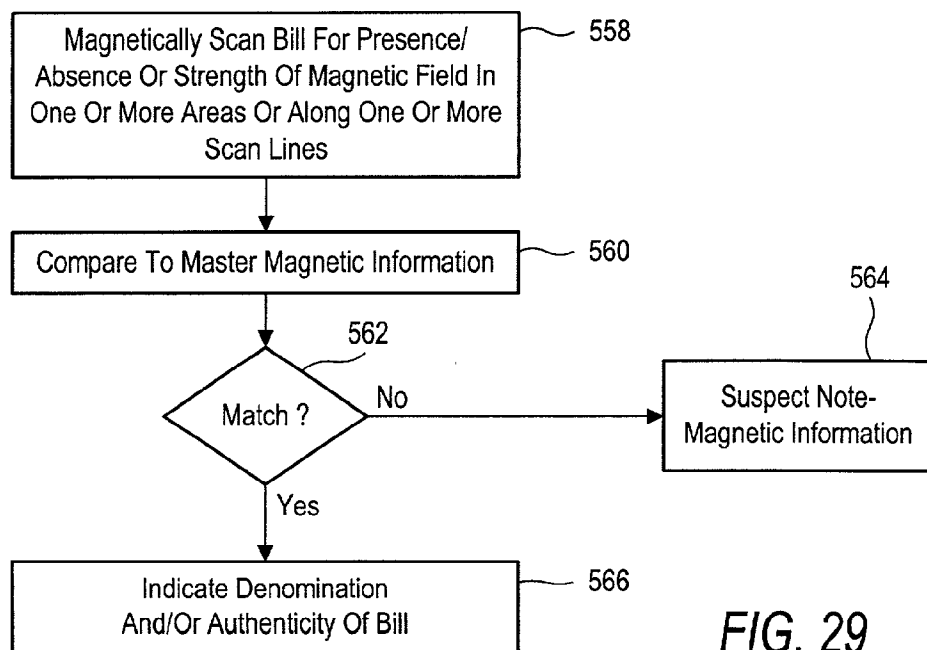 Magnetically Scan Bill For Presence/
Absence Or Strength Of Magnetic Field In
One Or More Areas Or Along One Or More
Scan Lines
558
Compare To Master Magnetic Information
560
562
Match ?
No
564
Suspect Note-
Magnetic Information
Yes
Indicate Denomination
And/Or Authenticity Of Bill
566
FIG. 29